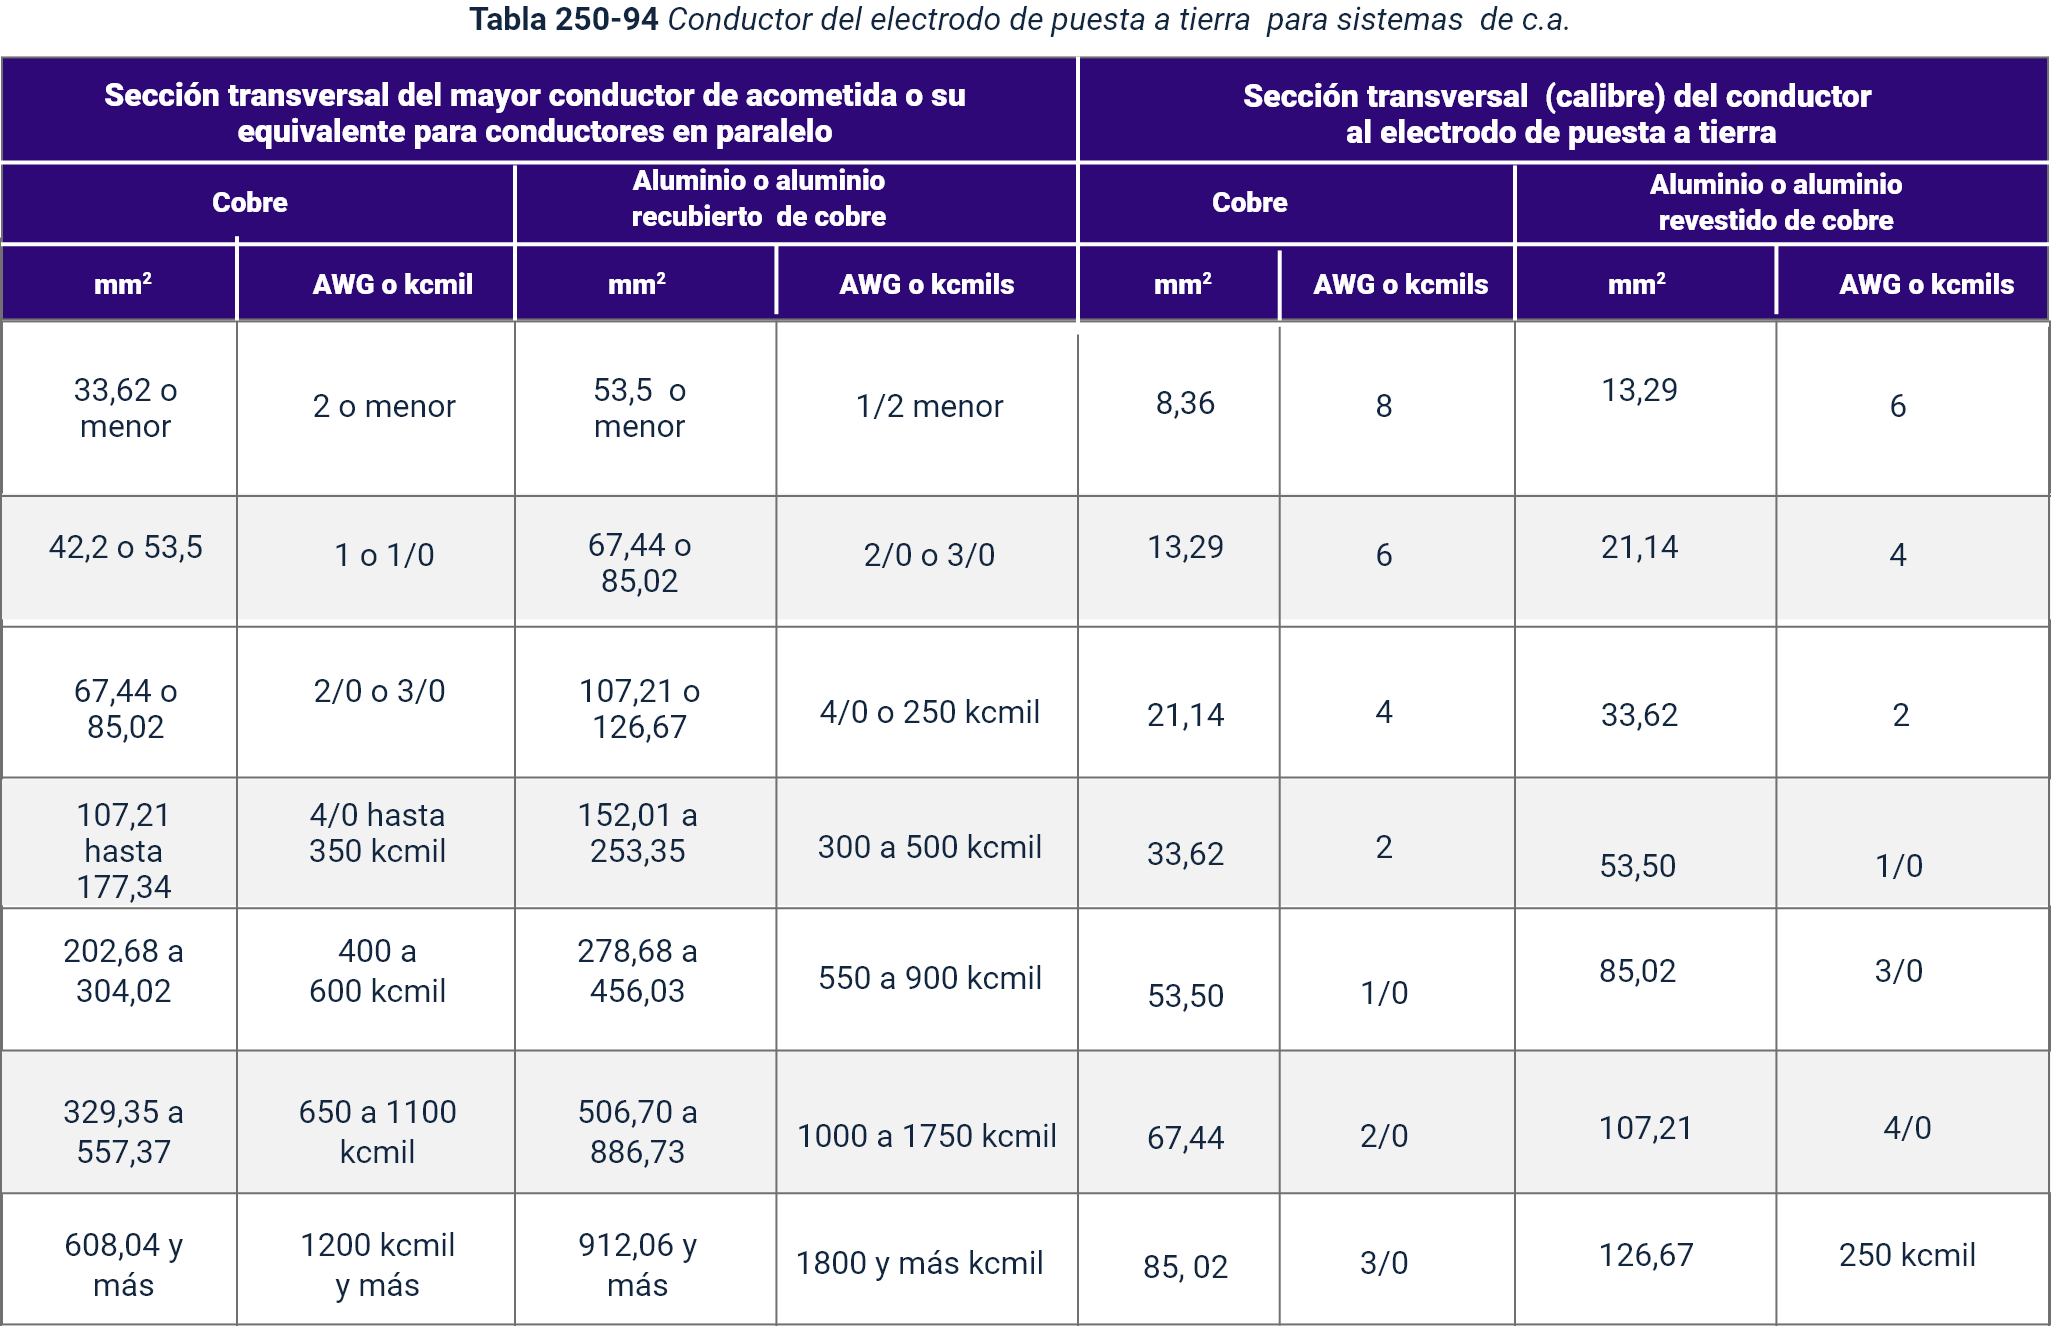 Tabla 250-94 Conductor del electrodo de puesta a tierra para sistemas de c.a.
Sección transversal del mayor conductor de acometida o su
equivalente para conductores en paralelo
Sección transversal (calibre) del conductor
al electrodo de puesta a tierra
Cobre
Aluminio o aluminio
recubierto de cobre
Cobre
Aluminio o aluminio
revestido de cobre
mm²
AWG o kcmil
mm²
AWG o kcmils
mm²
AWG o kcmils
mm²
AWG o kcmils
33,62 o
menor
2 o menor
53,5 o
menor
1/2 menor
8,36
8
13,29
6
42,2 o 53,5
1 o 1/0
67,44 o
85,02
2/0 o 3/0
13,29
6
21,14
4
67,44 o
85,02
2/0 o 3/0
107,21 o
126,67
4/0 o 250 kcmil
21,14
4
33,62
2
107,21
hasta
177,34
4/0 hasta
350 kcmil
152,01 a
253,35
300 a 500 kcmil
33,62
2
53,50
1/0
202,68 a
304,02
400 a
600 kcmil
278,68 a
456,03
550 a 900 kcmil
53,50
1/0
85,02
3/0
329,35 a
557,37
650 a 1100
kcmil
506,70 a
886,73
1000 a 1750 kcmil
67,44
2/0
107,21
4/0
608,04 y
más
1200 kcmil
y más
912,06 y
más
1800 y más kcmil
85, 02
3/0
126,67
250 kcmil